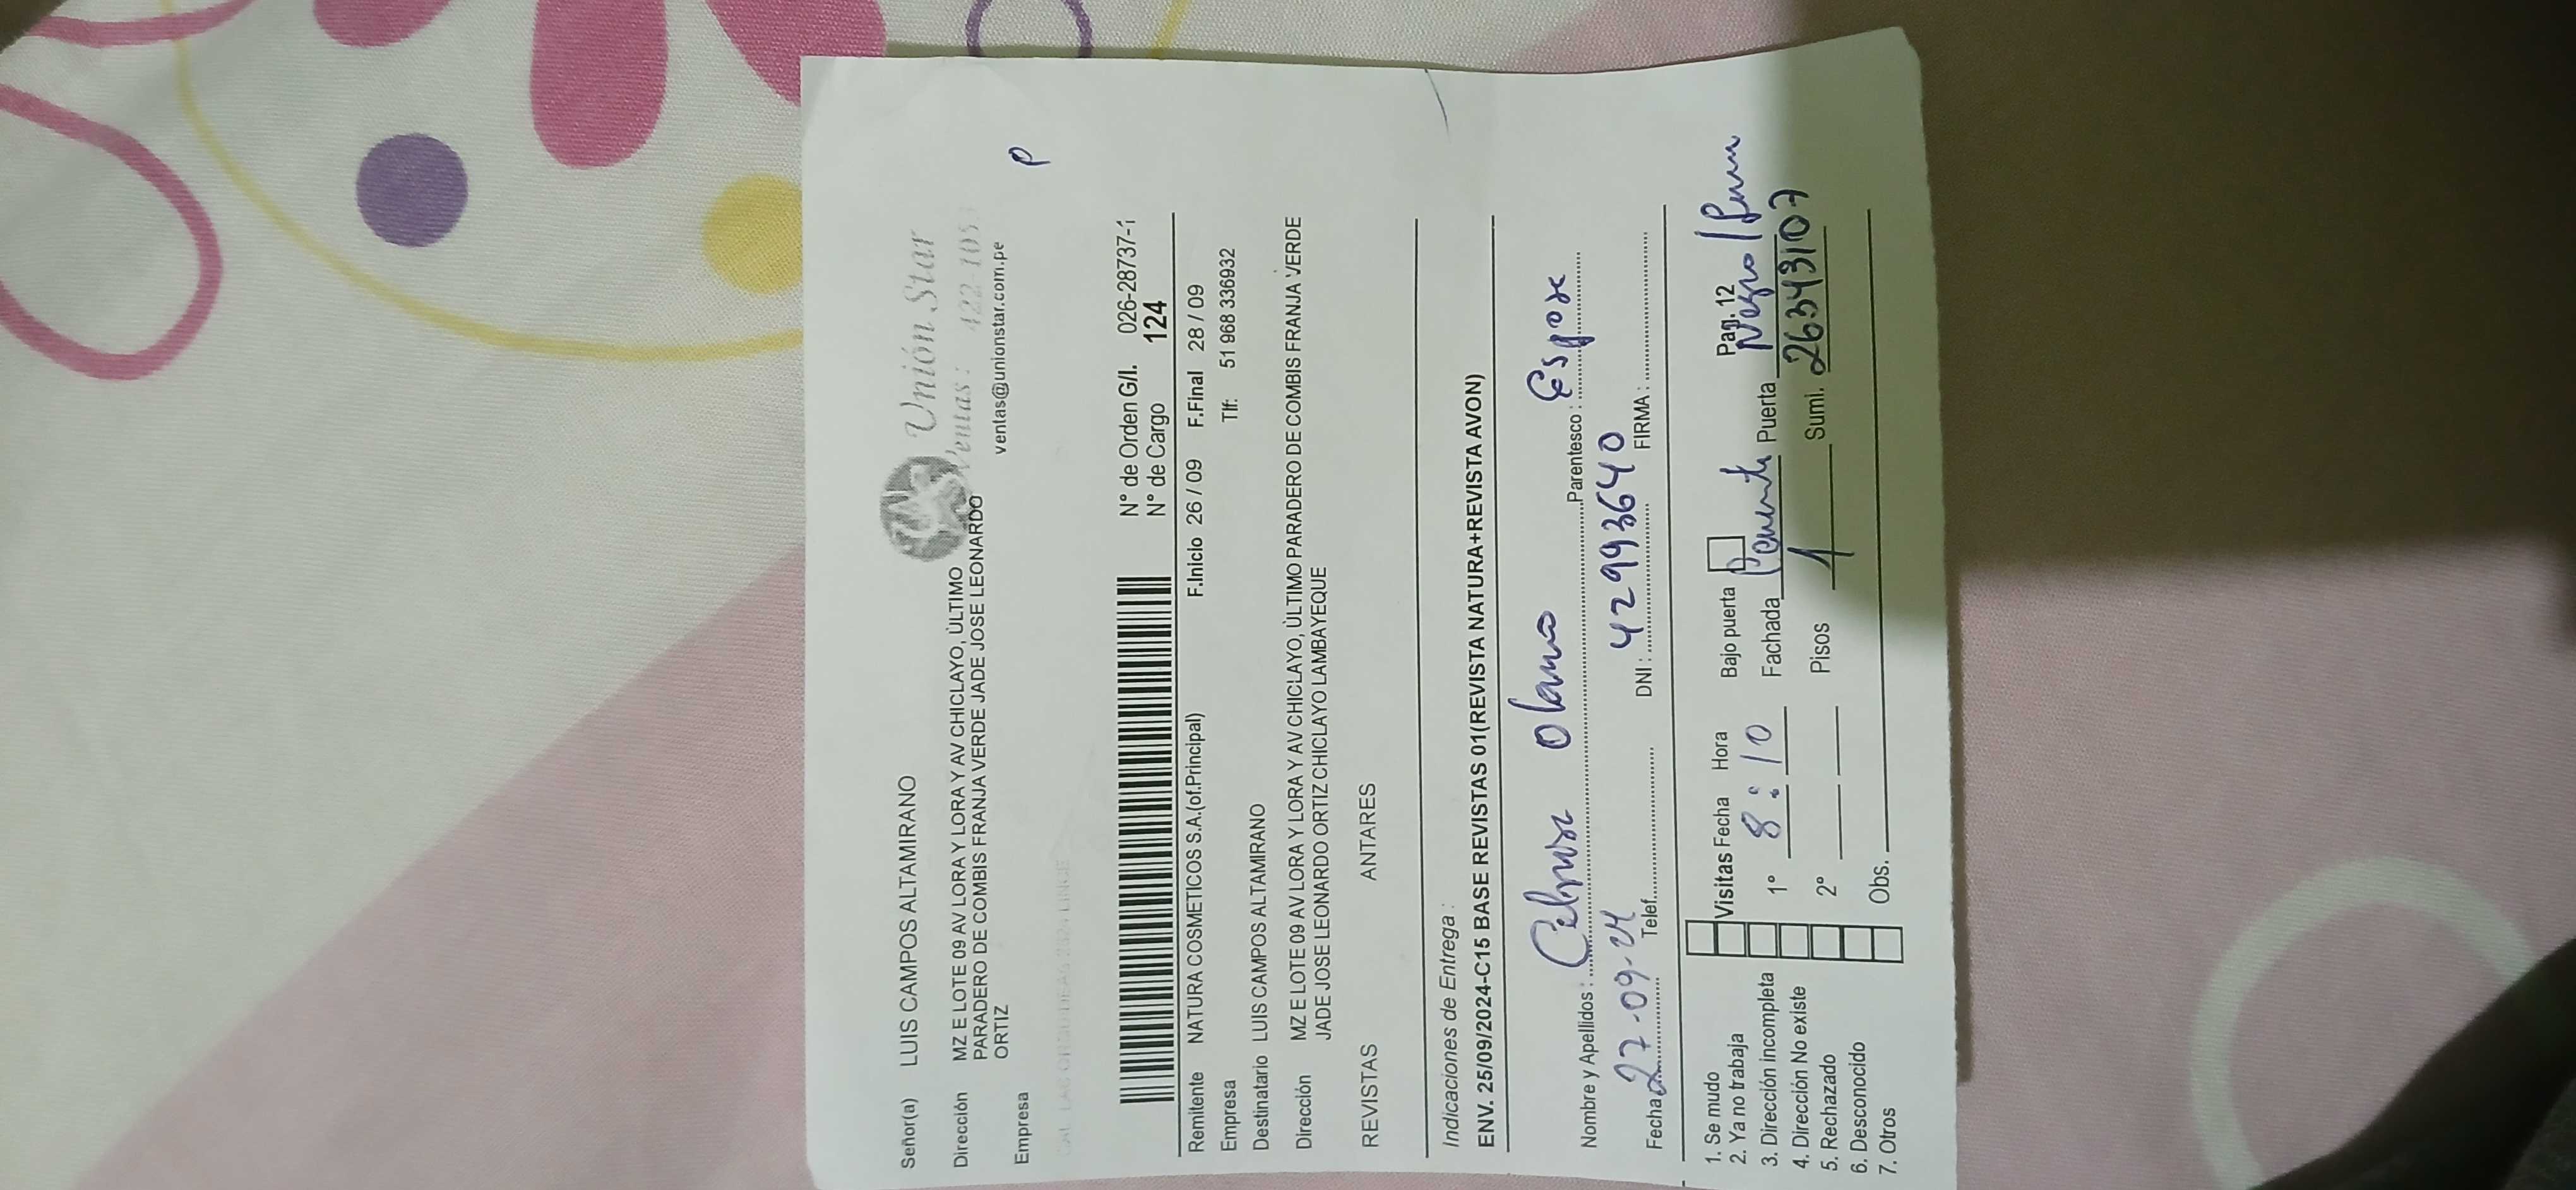 Unión Star
Ventas: 422-105
ventas@unionstar.com.pe
P
Señor(a) LUIS CAMPOS ALTAMIRANO
Dirección MZ E LOTE 09 AV LORA Y LORA Y AV CHICLAYO, ÙLTIMO
PARADERO DE COMBIS FRANJA VERDE JADE JOSE LEONARDO
ORTIZ
Empresa
N° de Orden G/I. 026-28737-1
N° de Cargo 124
Remitente NATURA COSMETICOS S.A.(of.Principal) F.Inicio 26 / 09 F.Final 28 / 09
Empresa Tlf: 51 968 336932
Destinatario LUIS CAMPOS ALTAMIRANO
Dirección MZ E LOTE 09 AV LORA Y LORA Y AV CHICLAYO, ÙLTIMO PARADERO DE COMBIS FRANJA VERDE
JADE JOSE LEONARDO ORTIZ CHICLAYO LAMBAYEQUE
REVISTAS ANTARES
Indicaciones de Entrega :
ENV. 25/09/2024-C15 BASE REVISTAS 01(REVISTA NATURA+REVISTA AVON)
Nombre y Apellidos : Olano Parentesco : Esposa
Fecha 27-09-24 Telef. DNI : 42993640 FIRMA :
1. Se mudo
2. Ya no trabaja
3. Dirección incompleta
4. Dirección No existe
5. Rechazado
6. Desconocido
7. Otros
Visitas Fecha Hora Bajo puerta Pag. 12
1° 8:10 Fachada Puerta Negro/
2° Pisos 1 Sumi. 26343107
Obs.